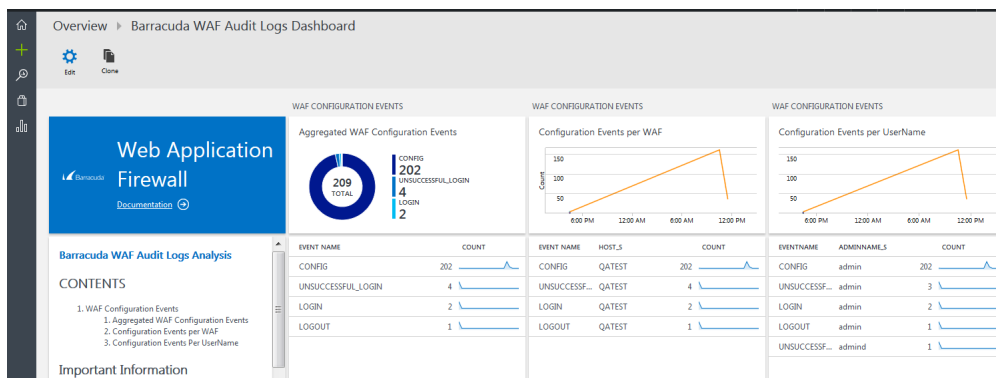 Overview Barracuda WAF Audit Logs Dashboard
Edit Clone
Web Application
Firewall
Barracuda
Documentation
Barracuda WAF Audit Logs Analysis
CONTENTS
1. WAF Configuration Events
1. Aggregated WAF Configuration Events
2. Configuration Events per WAF
3. Configuration Events Per UserName
Important Information
WAF CONFIGURATION EVENTS
Aggregated WAF Configuration Events
209
TOTAL
CONFIG
202
UNSUCCESSFUL_LOGIN
4
LOGIN
2
EVENT NAME COUNT
CONFIG 202
UNSUCCESSFUL_LOGIN 4
LOGIN 2
LOGOUT 1
WAF CONFIGURATION EVENTS
Configuration Events per WAF
Count
150
100
50
6:00 PM 12:00 AM 6:00 AM 12:00 PM
EVENT NAME HOST_S COUNT
CONFIG QATEST 202
UNSUCCESSF... QATEST 4
LOGIN QATEST 2
LOGOUT QATEST 1
WAF CONFIGURATION EVENTS
Configuration Events per UserName
150
100
50
6:00 PM 12:00 AM 6:00 AM 12:00 PM
EVENTNAME ADMINNAME_S COUNT
CONFIG admin 202
UNSUCCESSF... admin 3
LOGIN admin 2
LOGOUT admin 1
UNSUCCESSF... admind 1